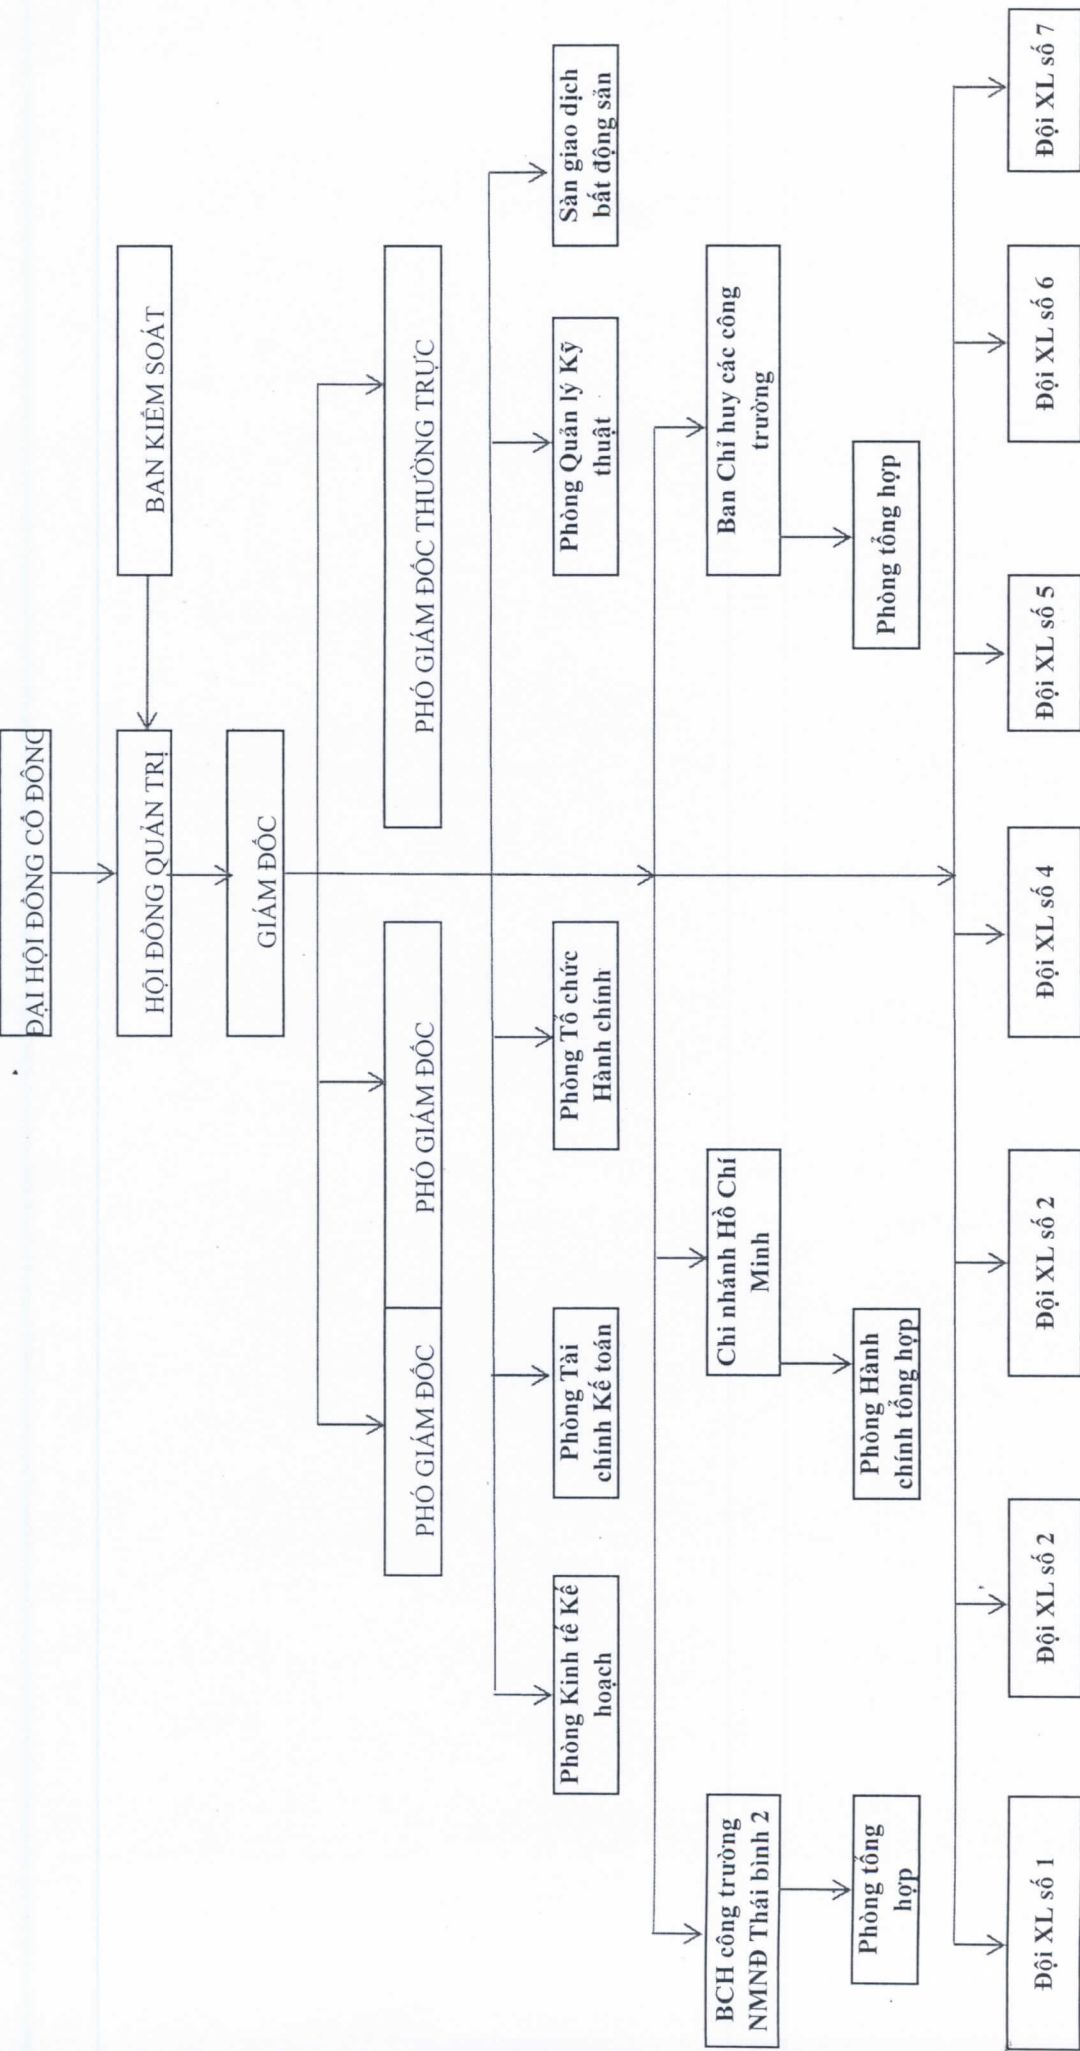 ĐẠI HỘI ĐỒNG CỔ ĐÔNG
HỘI ĐỒNG QUẢN TRỊ
BAN KIỂM SOÁT
GIÁM ĐỐC
PHÓ GIÁM ĐỐC
PHÓ GIÁM ĐỐC
PHÓ GIÁM ĐỐC THƯỜNG TRỰC
Phòng Kinh tế Kế
hoạch
Phòng Tài
chính Kế toán
Phòng Tổ chức
Hành chính
Phòng Quản lý Kỹ
thuật
Sàn giao dịch
bất động sản
BCH công trường
NMNĐ Thái bình 2
Chi nhánh Hồ Chí
Minh
Ban Chỉ huy các công
trường
Phòng tổng
hợp
Phòng Hành
chính tổng hợp
Phòng tổng hợp
Đội XL số 1
Đội XL số 2
Đội XL số 2
Đội XL số 4
Đội XL số 5
Đội XL số 6
Đội XL số 7